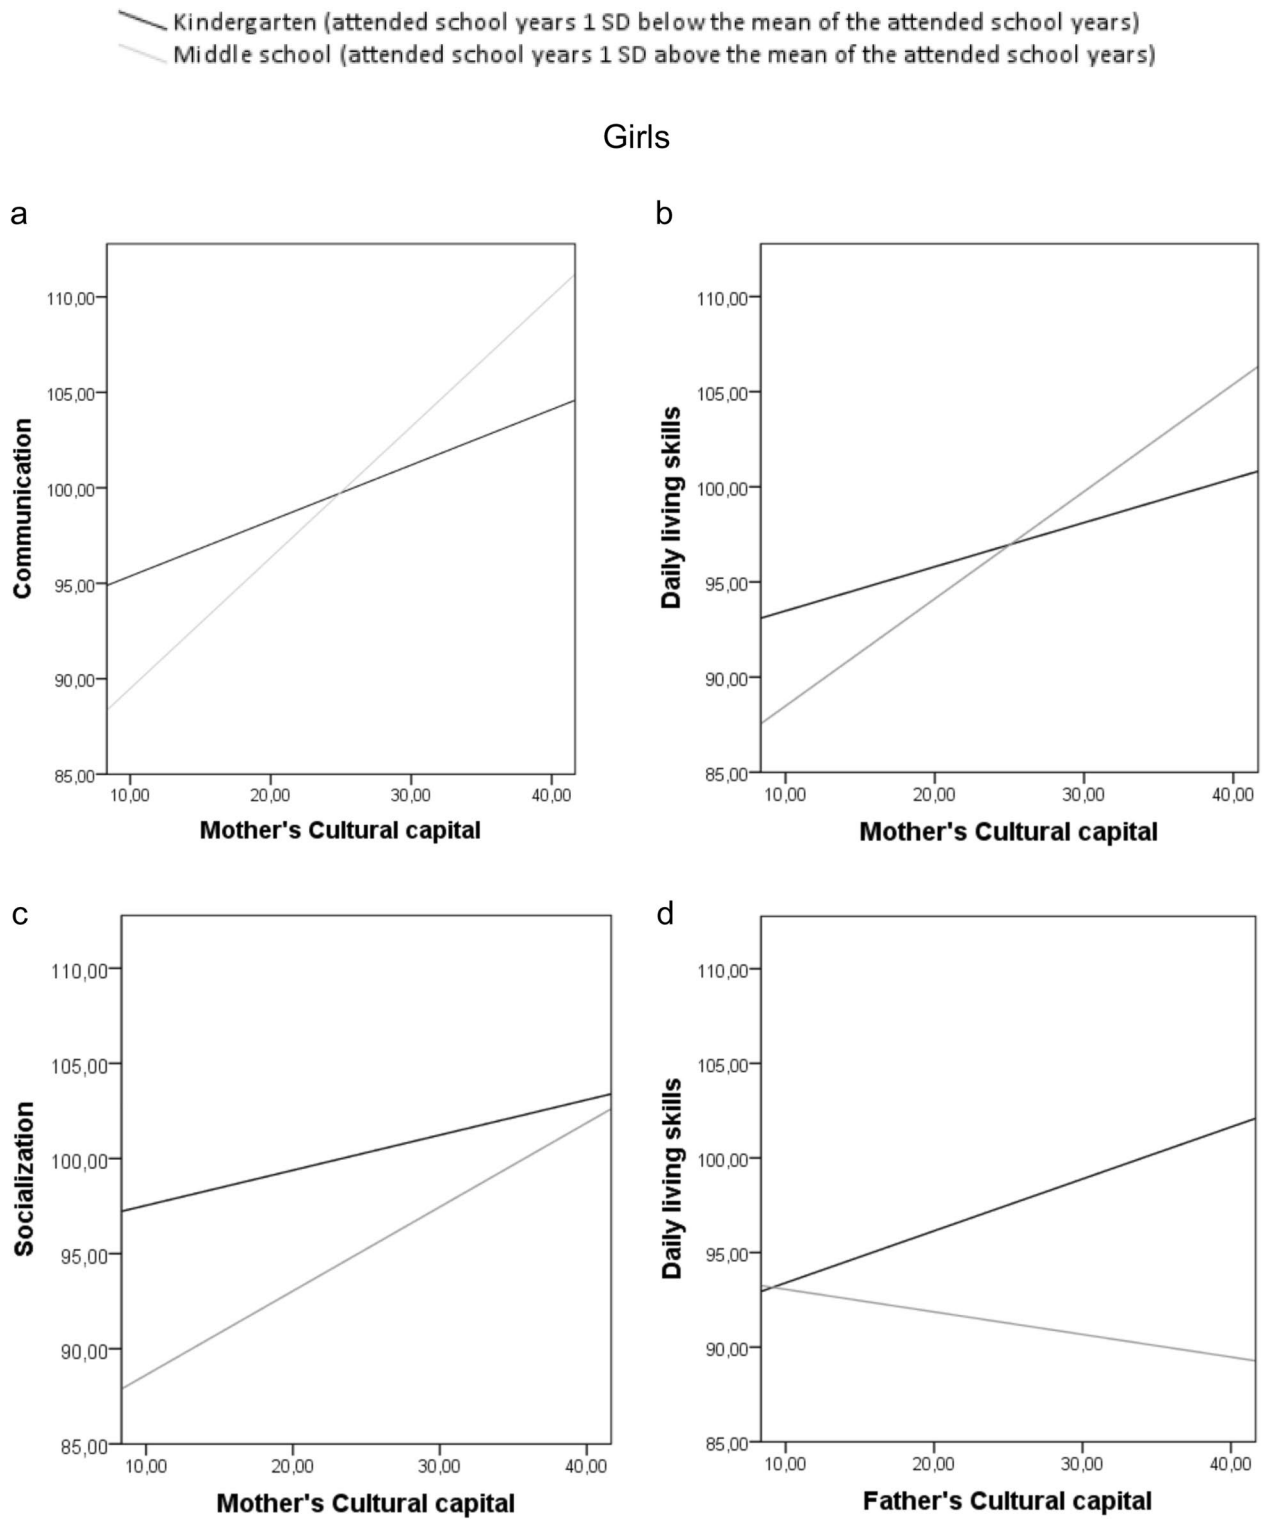 Kindergarten (attended school years 1 SD below the mean of the attended school years)
Middle school (attended school years 1 SD above the mean of the attended school years)
Girls
a
110,00
105,00
100,00
95,00
90,00
85,00
Communication
10,00 20,00 30,00 40,00
Mother's Cultural capital
b
110,00
105,00
100,00
95,00
90,00
85,00
Daily living skills
10,00 20,00 30,00 40,00
Mother's Cultural capital
c
110,00
105,00
100,00
95,00
90,00
85,00
Socialization
10,00 20,00 30,00 40,00
Mother's Cultural capital
d
110,00
105,00
100,00
95,00
90,00
85,00
Daily living skills
10,00 20,00 30,00 40,00
Father's Cultural capital